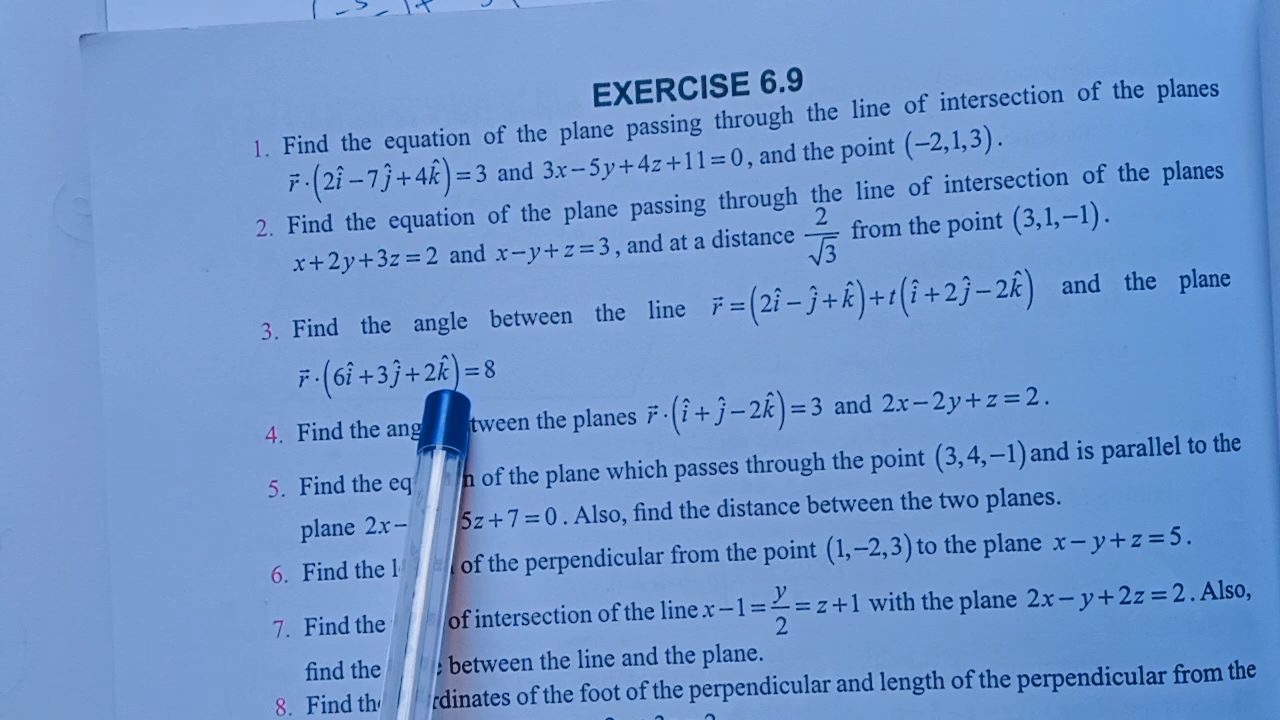 EXERCISE 6.9
1. Find the equation of the plane passing through the line of intersection of the planes
r⃗·(2î−7ĵ+4k̂)=3 and 3x−5y+4z+11=0, and the point (−2,1,3).
2. Find the equation of the plane passing through the line of intersection of the planes
x+2y+3z=2 and x−y+z=3, and at a distance 2/√3 from the point (3,1,−1).
3. Find the angle between the line r⃗=(2î−ĵ+k̂)+t(î+2ĵ−2k̂) and the plane
r⃗·(6î+3ĵ+2k̂)=8
4. Find the ang tween the planes r⃗·(î+ĵ−2k̂)=3 and 2x−2y+z=2.
5. Find the eq n of the plane which passes through the point (3,4,−1) and is parallel to the
plane 2x− 5z+7=0. Also, find the distance between the two planes.
6. Find the l of the perpendicular from the point (1,−2,3) to the plane x−y+z=5.
7. Find the of intersection of the line x−1=y/2=z+1 with the plane 2x−y+2z=2. Also,
find the between the line and the plane.
8. Find th rdinates of the foot of the perpendicular and length of the perpendicular from the